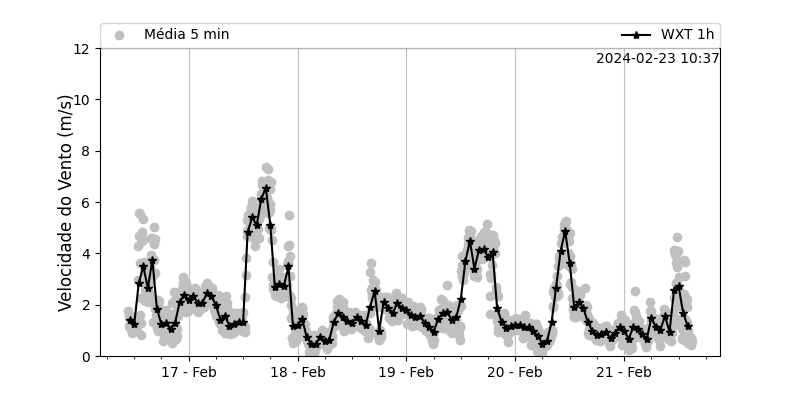 Média 5 min
WXT 1h
2024-02-23 10:37
Velocidade do Vento (m/s)
12
10
8
6
4
2
0
17 - Feb
18 - Feb
19 - Feb
20 - Feb
21 - Feb